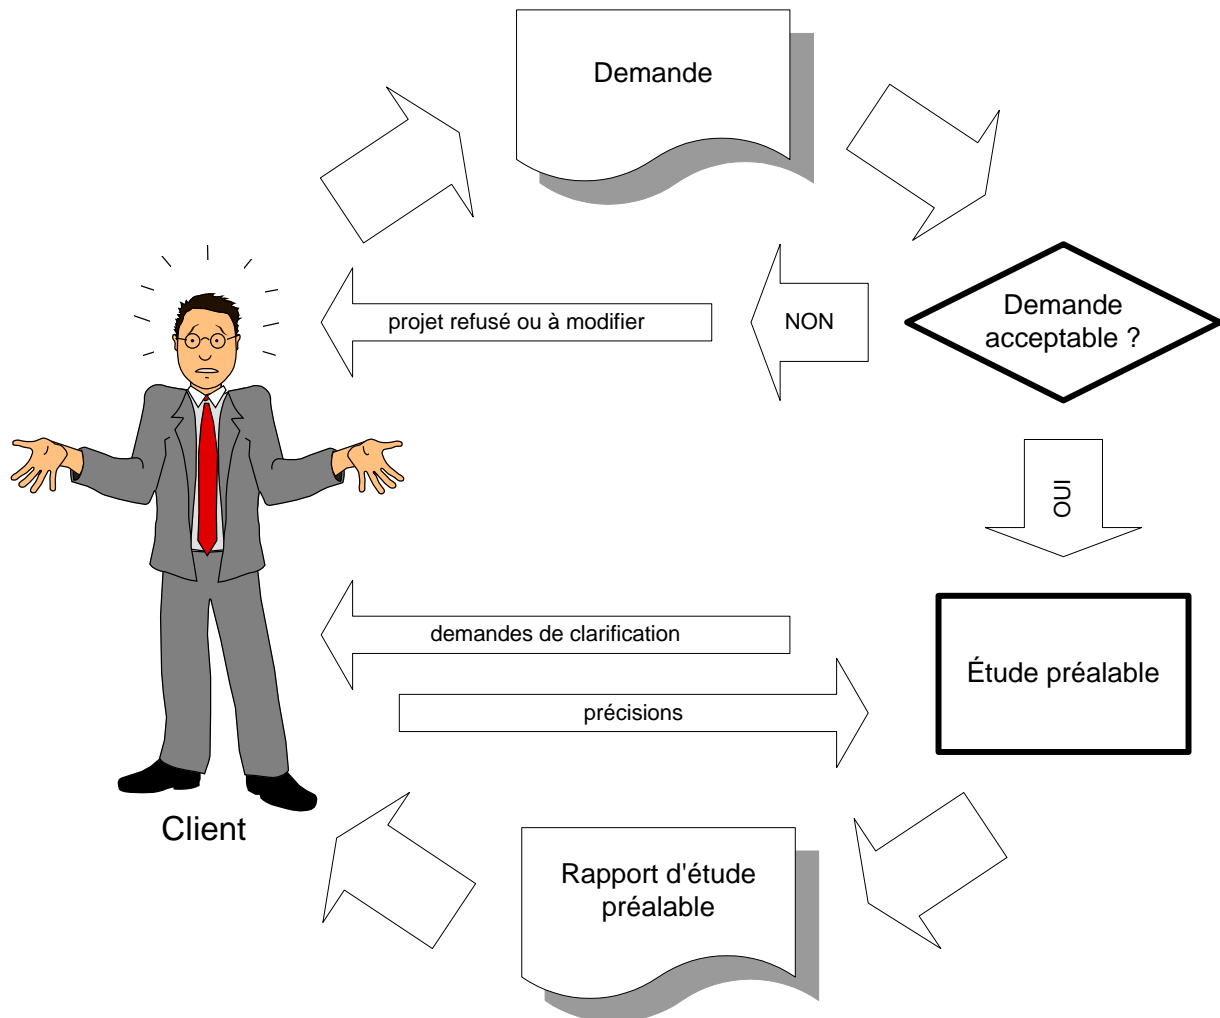 Demande
projet refusé ou à modifier
NON
Demande
acceptable ?
OUI
demandes de clarification
Étude préalable
précisions
Client
Rapport d'étude
préalable